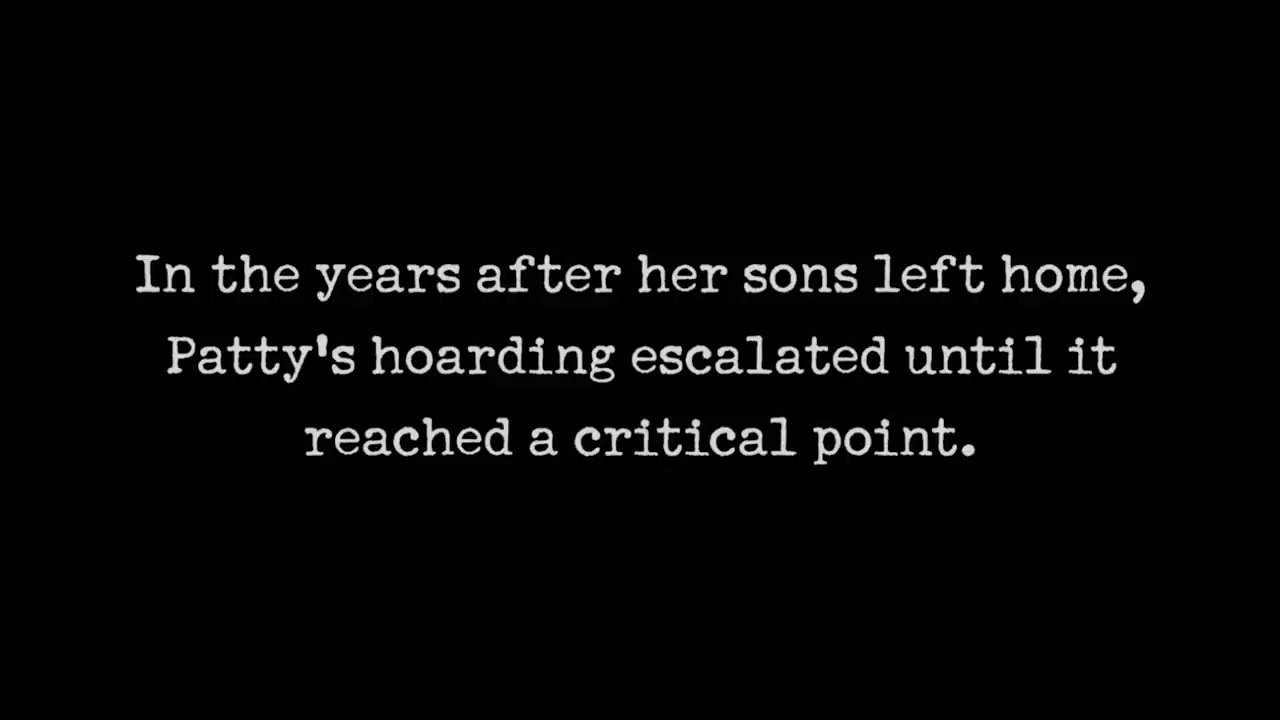 In the years after her sons left home,
Patty's hoarding escalated until it
reached a critical point.